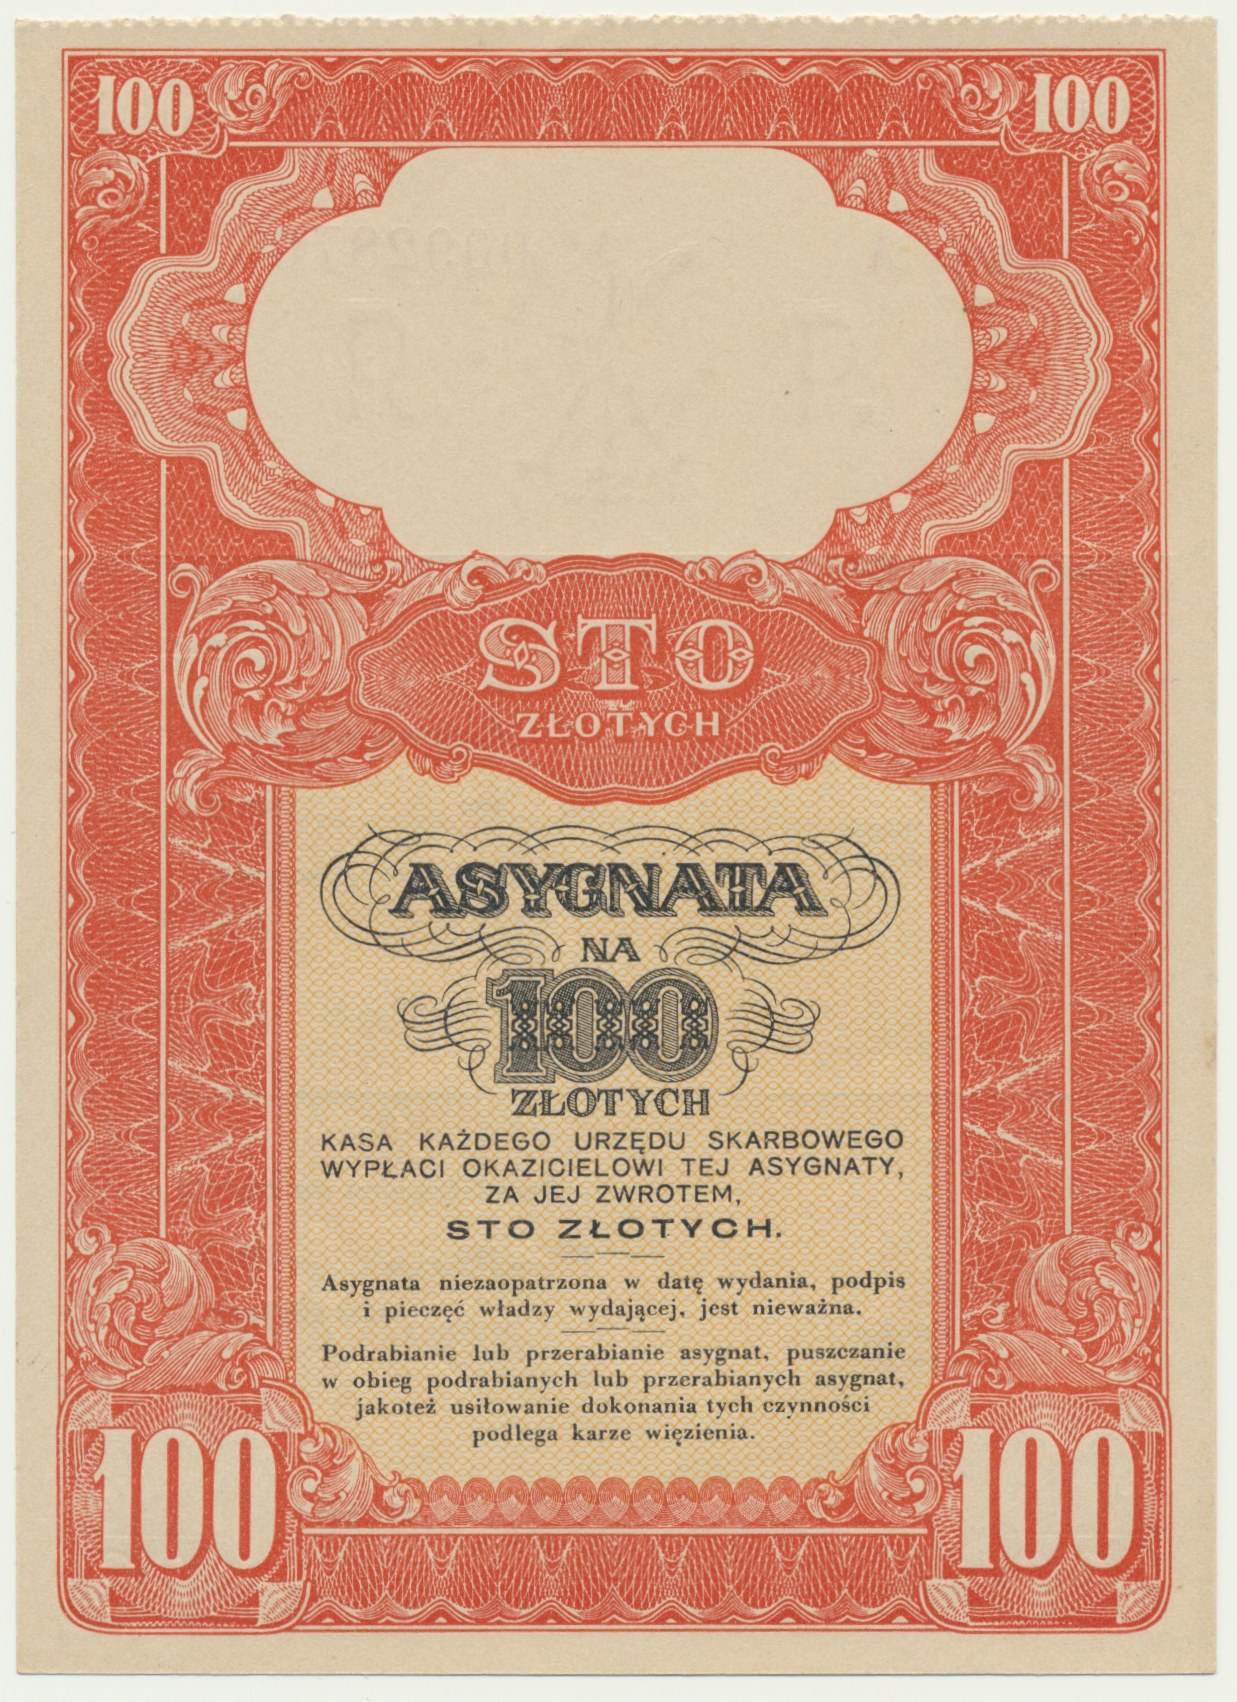 100 100
STO
ZŁOTYCH
ASYGNATA
NA
100
ZŁOTYCH
KASA KAŻDEGO URZĘDU SKARBOWEGO
WYPŁACI OKAZICIELOWI TEJ ASYGNATY,
ZA JEJ ZWROTEM,
STO ZŁOTYCH.
Asygnata niezaopatrzona w datę wydania, podpis
i pieczęć władzy wydającej, jest nieważna.
Podrabianie lub przerabianie asygnat, puszczanie
w obieg podrabianych lub przerabianych asygnat,
jakoteż usiłowanie dokonania tych czynności
podlega karze więzienia.
100 100